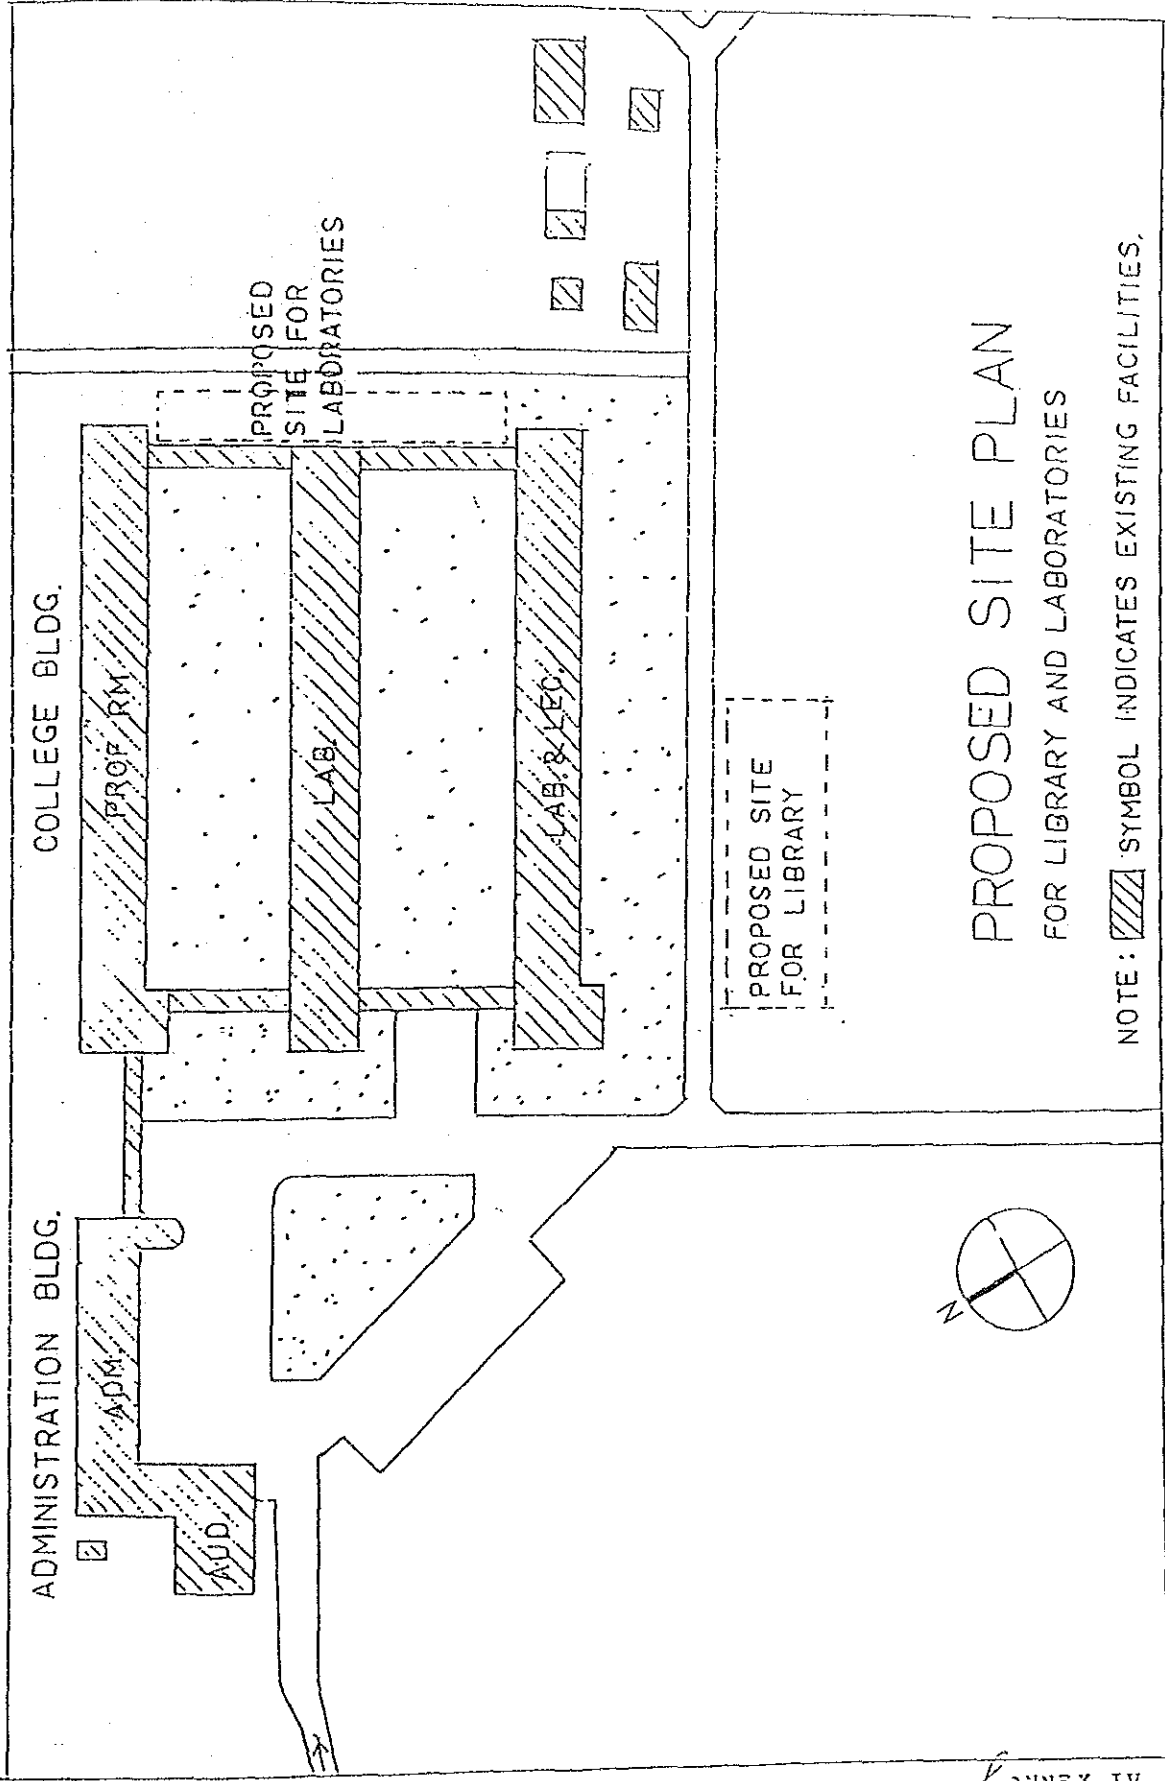 ADMINISTRATION BLDG.
COLLEGE BLDG.
ADM.
AUD.
PROF RM
LAB.
LAB. & LEC.
PROPOSED
SITE FOR
LABORATORIES
PROPOSED SITE
FOR LIBRARY
N
PROPOSED SITE PLAN
FOR LIBRARY AND LABORATORIES
NOTE: SYMBOL INDICATES EXISTING FACILITIES.